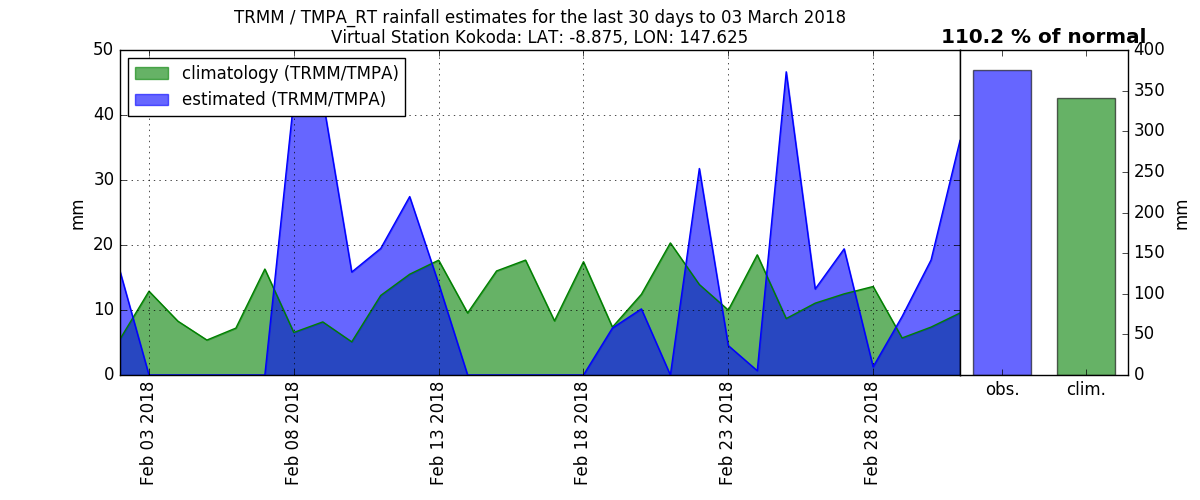 TRMM / TMPA_RT rainfall estimates for the last 30 days to 03 March 2018
Virtual Station Kokoda: LAT: -8.875, LON: 147.625
110.2 % of normal
climatology (TRMM/TMPA)
estimated (TRMM/TMPA)
50
40
30
20
10
0
mm
Feb 03 2018
Feb 08 2018
Feb 13 2018
Feb 18 2018
Feb 23 2018
Feb 28 2018
obs.
clim.
400
350
300
250
200
150
100
50
0
mm